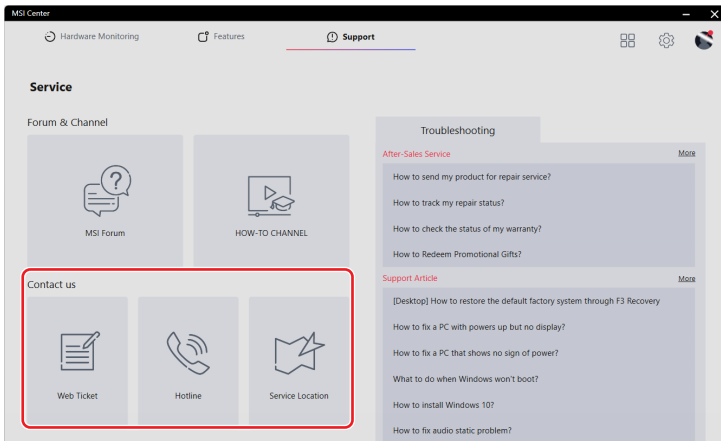 MSI Center
Hardware Monitoring
Features
Support
Service
Forum & Channel
MSI Forum
HOW-TO CHANNEL
Contact us
Web Ticket
Hotline
Service Location
Troubleshooting
After-Sales Service
More
How to send my product for repair service?
How to track my repair status?
How to check the status of my warranty?
How to Redeem Promotional Gifts?
Support Article
More
[Desktop] How to restore the default factory system through F3 Recovery
How to fix a PC with powers up but no display?
How to fix a PC that shows no sign of power?
What to do when Windows won't boot?
How to install Windows 10?
How to fix audio static problem?